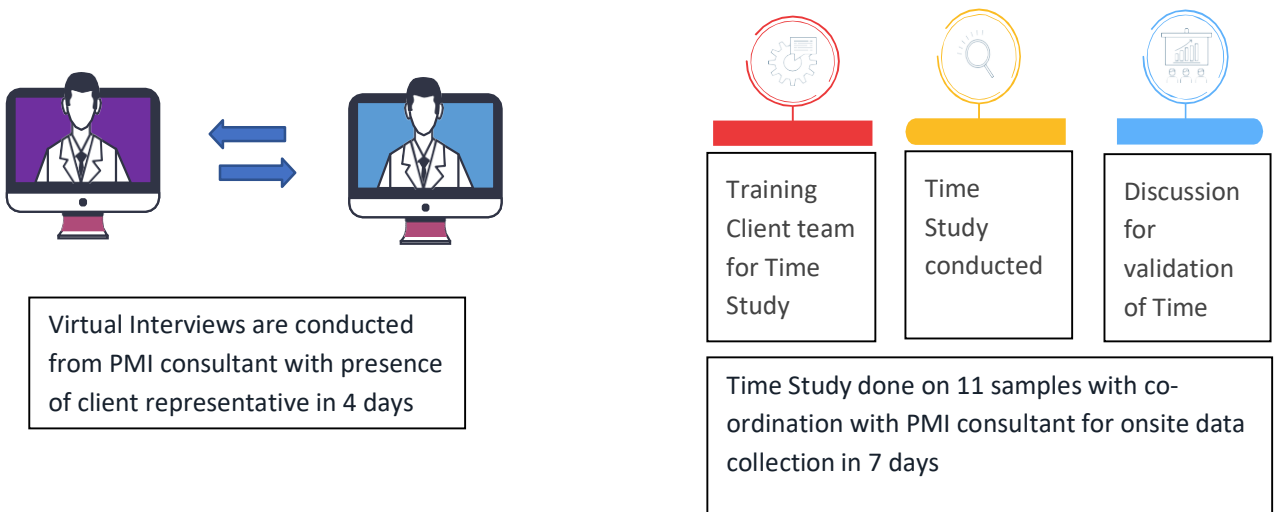 Virtual Interviews are conducted
from PMI consultant with presence
of client representative in 4 days
Training
Client team
for Time
Study
Time
Study
conducted
Discussion
for
validation
of Time
Time Study done on 11 samples with co-
ordination with PMI consultant for onsite data
collection in 7 days